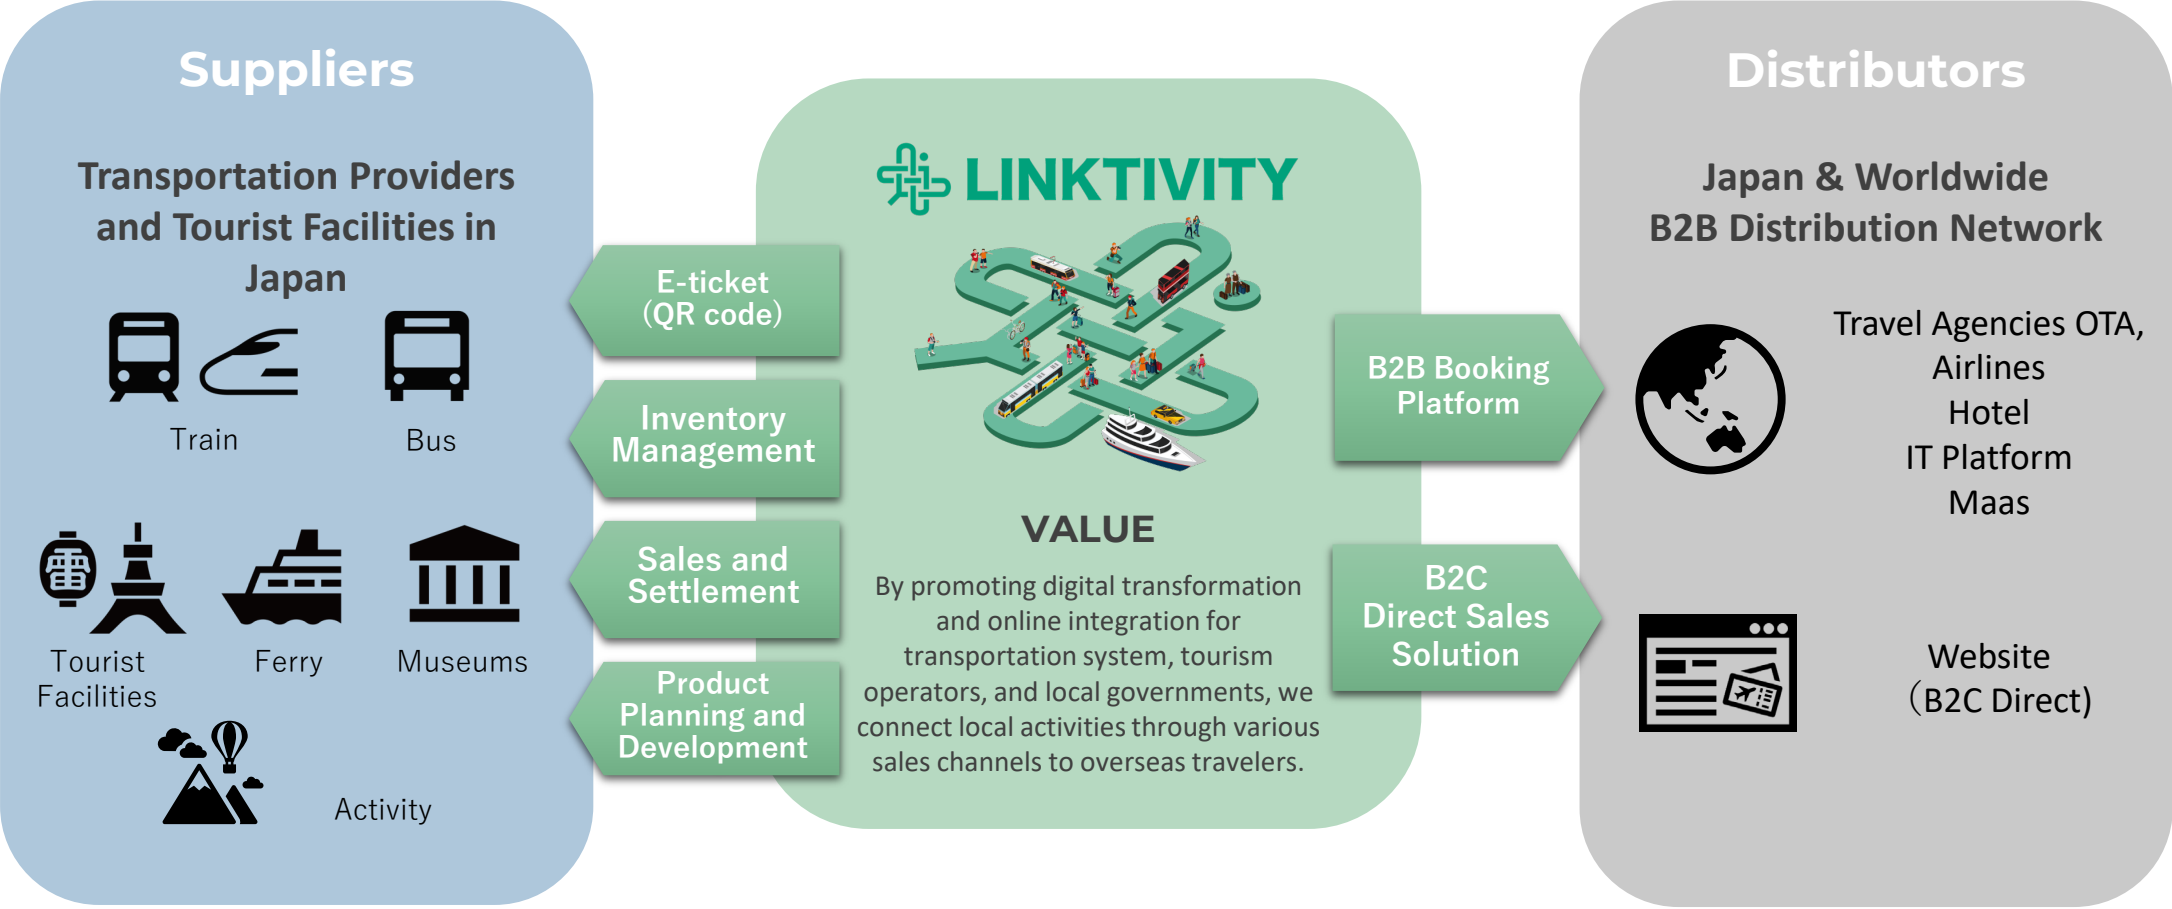 Suppliers
Transportation Providers
and Tourist Facilities in
Japan
Train
Bus
雷
Tourist
Facilities
Ferry
Museums
Activity
E-ticket
(QR code)
Inventory
Management
Sales and
Settlement
Product
Planning and
Development
LINKTIVITY
VALUE
By promoting digital transformation
and online integration for
transportation system, tourism
operators, and local governments, we
connect local activities through various
sales channels to overseas travelers.
B2B Booking
Platform
B2C
Direct Sales
Solution
Distributors
Japan & Worldwide
B2B Distribution Network
Travel Agencies OTA,
Airlines
Hotel
IT Platform
Maas
Website
（B2C Direct)